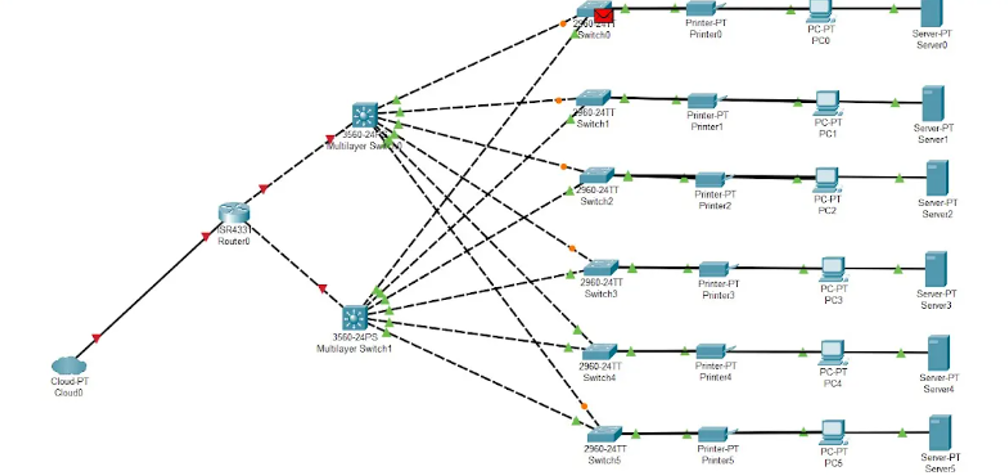 2960-24TT
Switch0
Printer-PT
Printer0
PC-PT
PC0
Server-PT
Server0
3560-24PS
Multilayer Switch0
2960-24TT
Switch1
Printer-PT
Printer1
PC-PT
PC1
Server-PT
Server1
2960-24TT
Switch2
Printer-PT
Printer2
PC-PT
PC2
Server-PT
Server2
ISR4331
Router0
2960-24TT
Switch3
Printer-PT
Printer3
PC-PT
PC3
Server-PT
Server3
3560-24PS
Multilayer Switch1
2960-24TT
Switch4
Printer-PT
Printer4
PC-PT
PC4
Server-PT
Server4
Cloud-PT
Cloud0
2960-24TT
Switch5
Printer-PT
Printer5
PC-PT
PC5
Server-PT
Server5